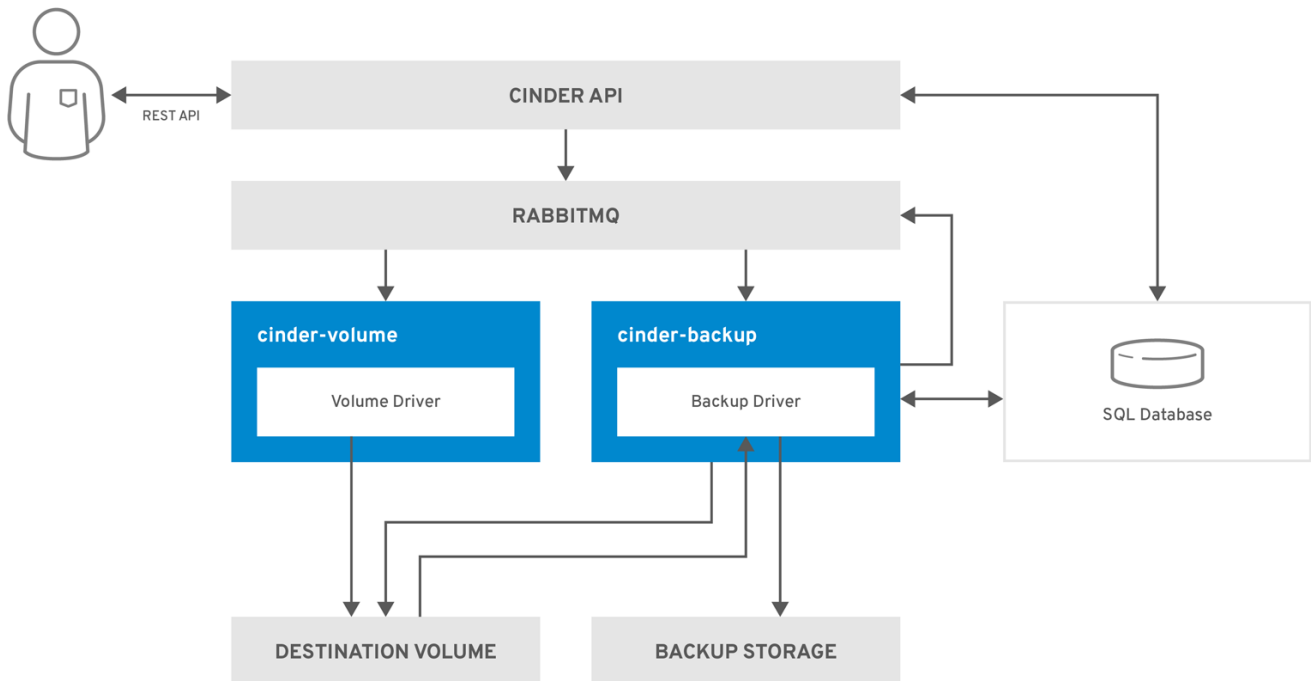 CINDER API
REST API
RABBITMQ
cinder-volume
cinder-backup
Volume Driver
Backup Driver
SQL Database
DESTINATION VOLUME
BACKUP STORAGE